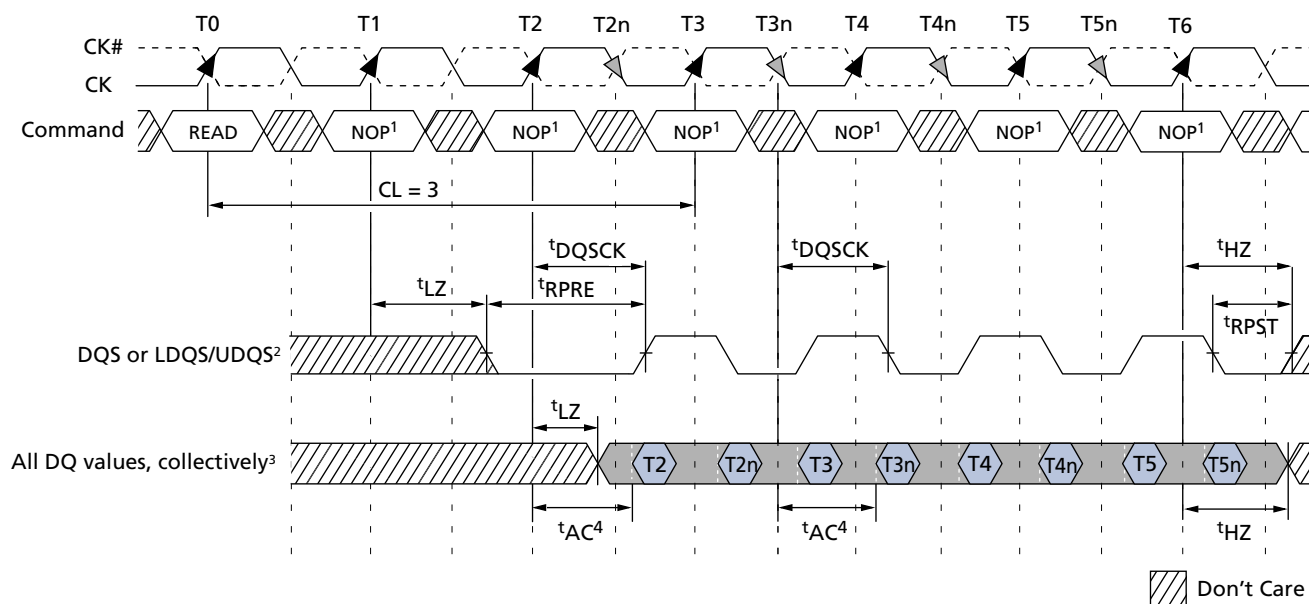 T0 T1 T2 T2n T3 T3n T4 T4n T5 T5n T6
CK#
CK
Command READ NOP¹ NOP¹ NOP¹ NOP¹ NOP¹ NOP¹
CL = 3
ᵗDQSCK ᵗDQSCK ᵗHZ
ᵗLZ ᵗRPRE
ᵗRPST
DQS or LDQS/UDQS²
ᵗLZ
All DQ values, collectively³ T2 T2n T3 T3n T4 T4n T5 T5n
ᵗAC⁴ ᵗAC⁴ ᵗHZ
Don't Care